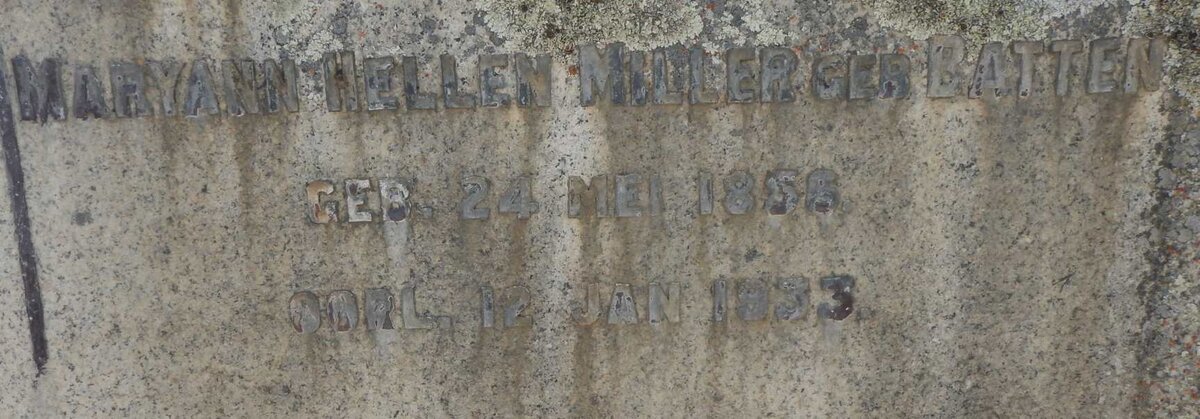 MARYANN HELLEN MILLER GEB BATTEN
GEB. 24 MEI 1856.
OORL. 12 JAN 1933.